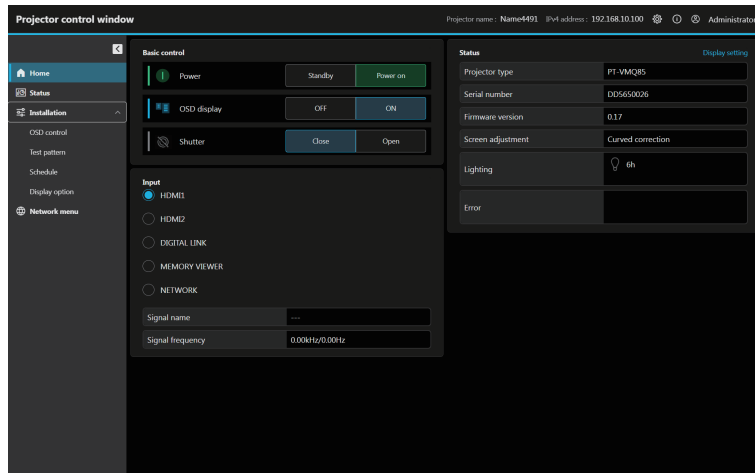 Projector control window
Projector name : Name4491 IPv4 address : 192.168.10.100 Administrator
Home
Status
Installation
OSD control
Test pattern
Schedule
Display option
Network menu
Basic control
Power Standby Power on
OSD display OFF ON
Shutter Close Open
Input
HDMI1
HDMI2
DIGITAL LINK
MEMORY VIEWER
NETWORK
Signal name ----
Signal frequency 0.00kHz/0.00Hz
Status Display setting
Projector type PT-VMQ85
Serial number DD5650026
Firmware version 0.17
Screen adjustment Curved correction
Lighting 6h
Error